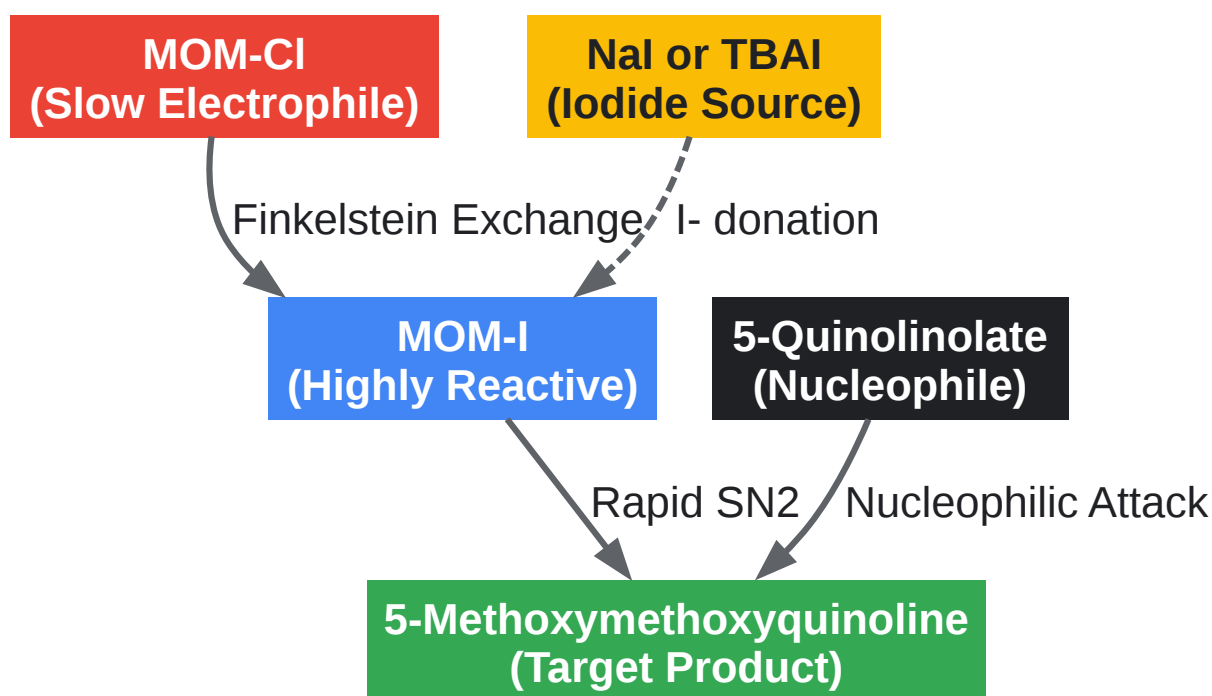 MOM-Cl
(Slow Electrophile)
NaI or TBAI
(Iodide Source)
Finkelstein Exchange
I- donation
MOM-I
(Highly Reactive)
5-Quinolinolate
(Nucleophile)
Rapid SN2
Nucleophilic Attack
5-Methoxymethoxyquinoline
(Target Product)